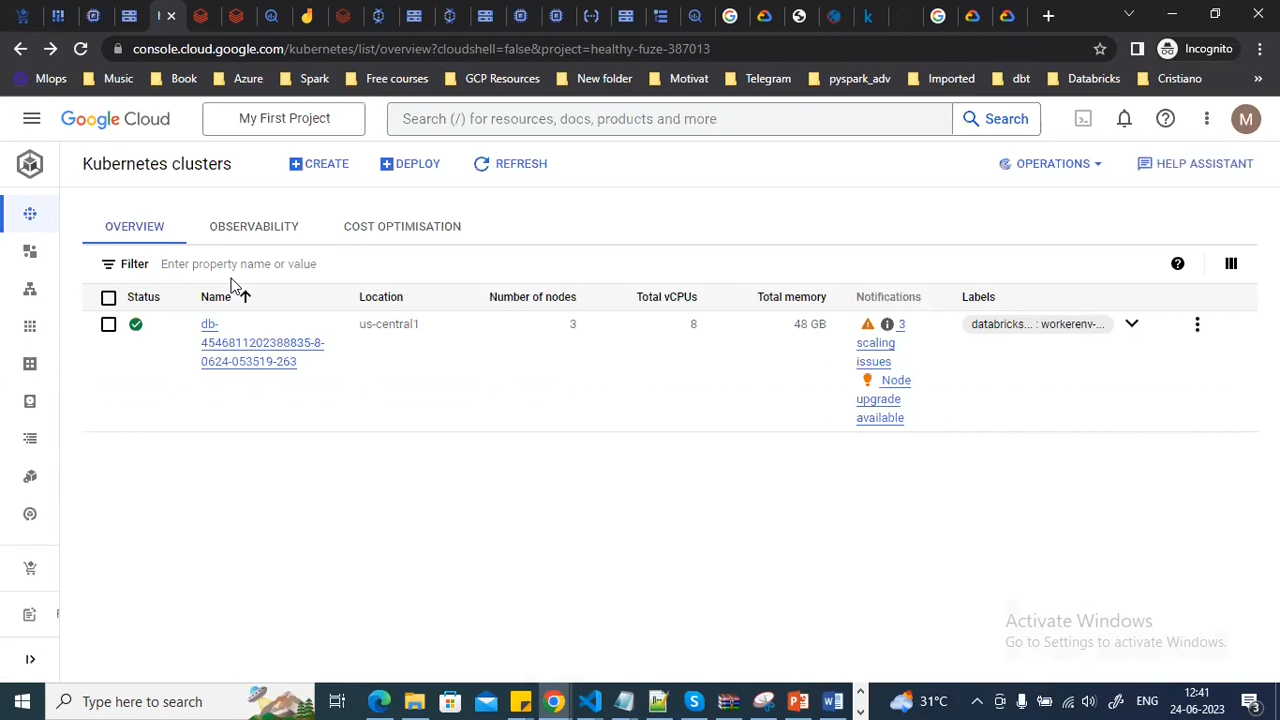 console.cloud.google.com/kubernetes/list/overview?cloudshell=false&project=healthy-fuze-387013
Incognito
Mlops
Music
Book
Azure
Spark
Free courses
GCP Resources
New folder
Motivat
Telegram
pyspark_adv
Imported
dbt
Databricks
Cristiano
»
Google Cloud
My First Project
Search (/) for resources, docs, products and more
Search
M
Kubernetes clusters
CREATE
DEPLOY
REFRESH
OPERATIONS
HELP ASSISTANT
OVERVIEW
OBSERVABILITY
COST OPTIMISATION
Filter
Enter property name or value
Status
Name
Location
Number of nodes
Total vCPUs
Total memory
Notifications
Labels
db-
4546811202388835-8-
0624-053519-263
us-central1
3
8
48 GB
3
scaling
issues
Node
upgrade
available
databricks... : workerenv-...
Activate Windows
Go to Settings to activate Windows.
Type here to search
31°C
ENG
12:41
24-06-2023
3